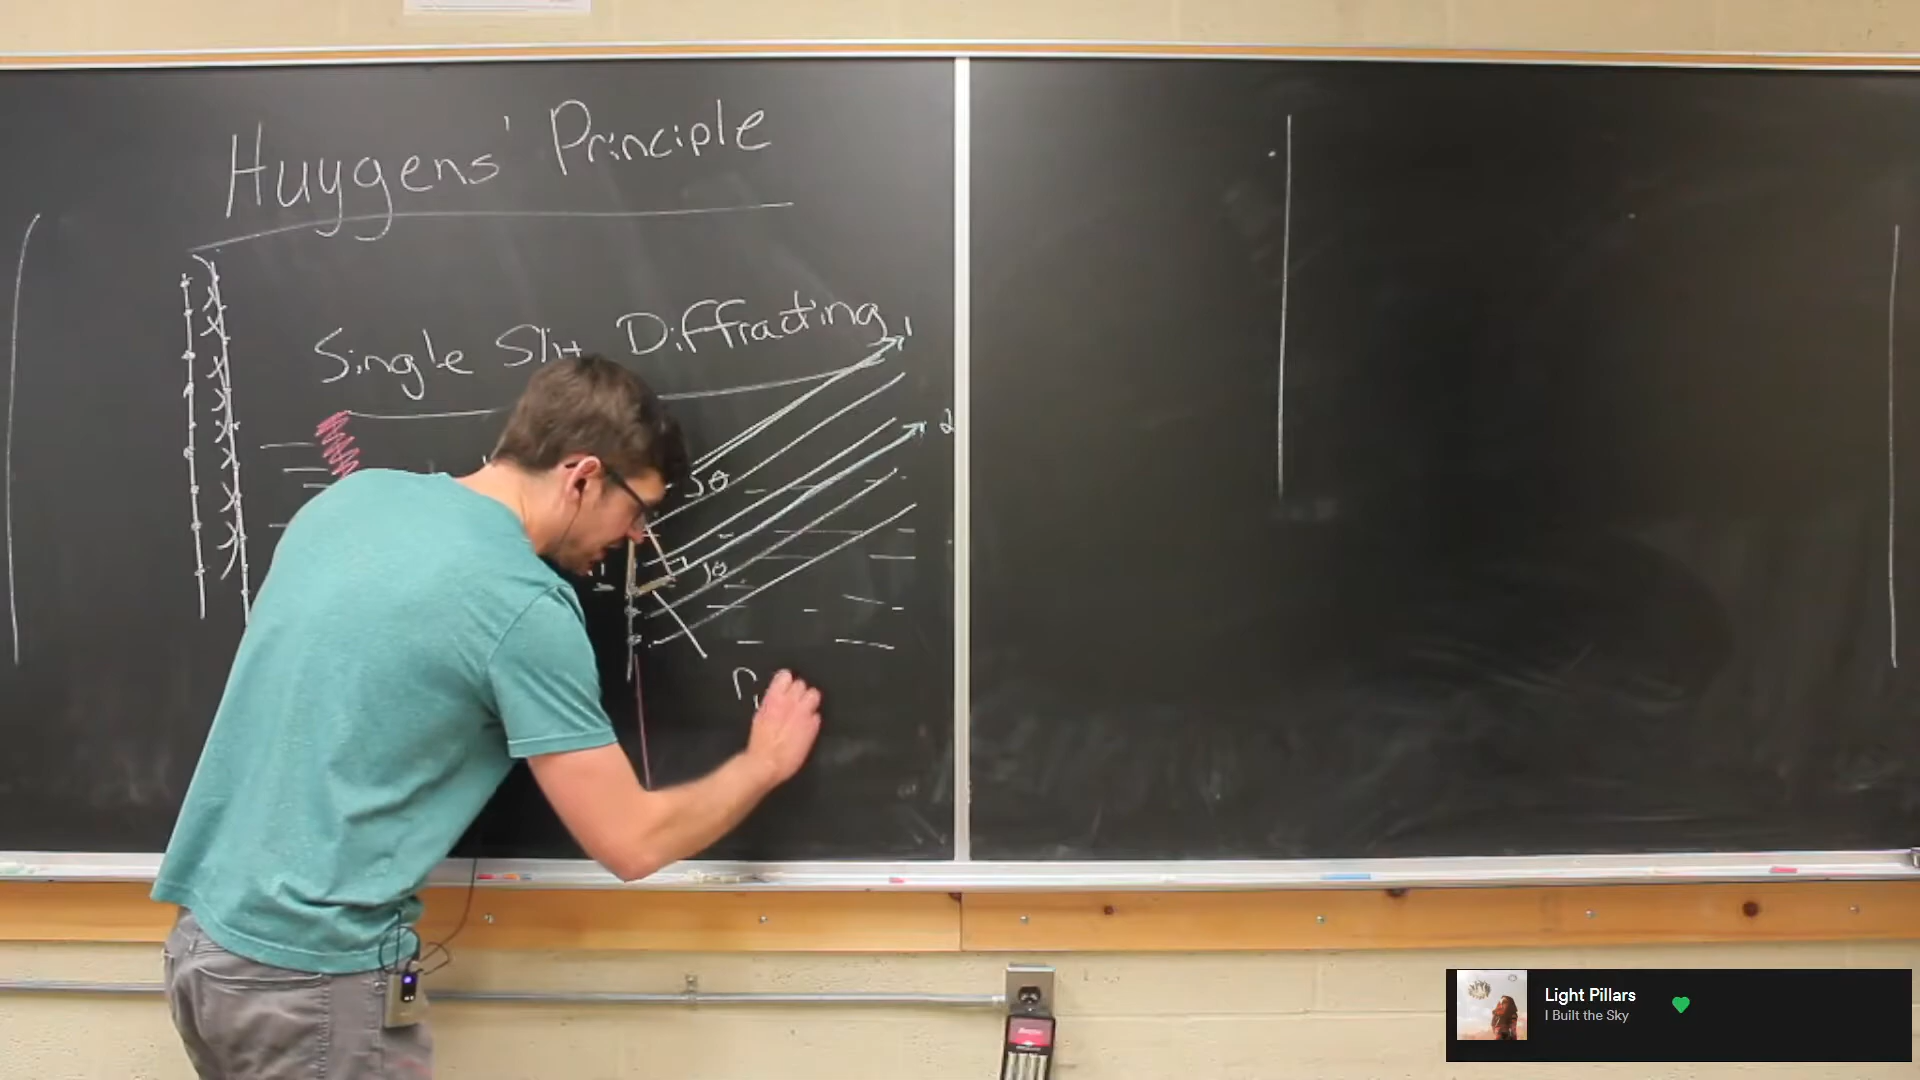 Huygens' Principle
Single Slit Diffracting
1
2
θ
θ
r
Light Pillars
I Built the Sky